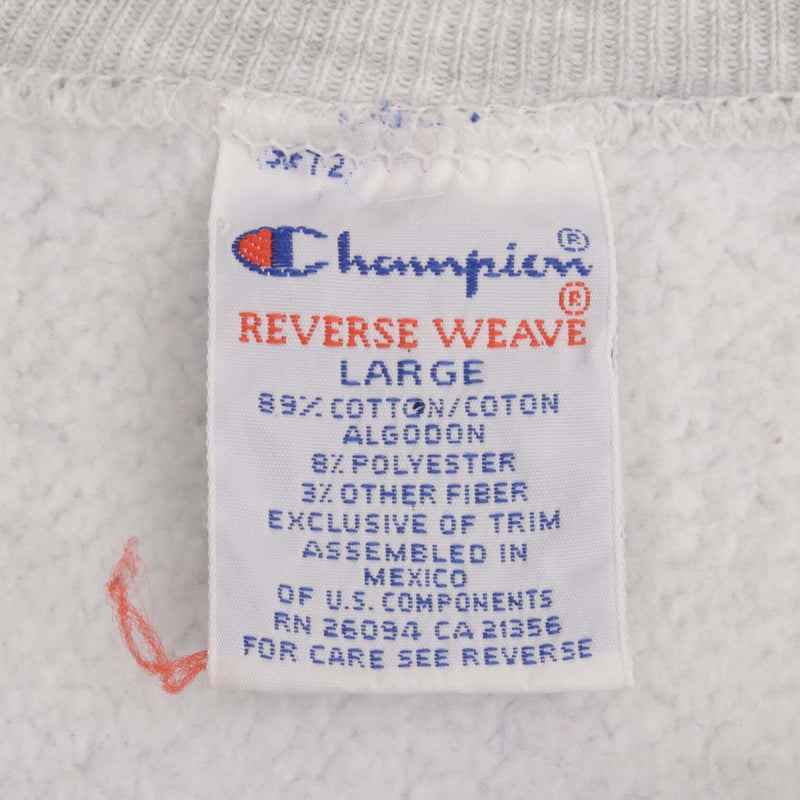 Champion®
REVERSE WEAVE®
LARGE
89% COTTON/COTON
ALGODON
8% POLYESTER
3% OTHER FIBER
EXCLUSIVE OF TRIM
ASSEMBLED IN
MEXICO
OF U.S. COMPONENTS
RN 26094 CA 21356
FOR CARE SEE REVERSE